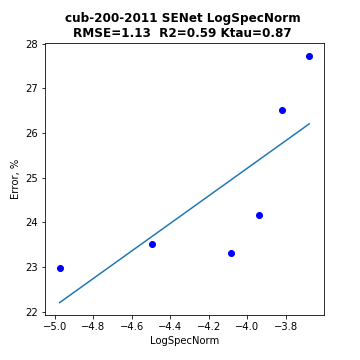 cub-200-2011 SENet LogSpecNorm
RMSE=1.13 R2=0.59 Ktau=0.87
28
27
26
25
24
23
22
Error, %
−5.0 −4.8 −4.6 −4.4 −4.2 −4.0 −3.8
LogSpecNorm